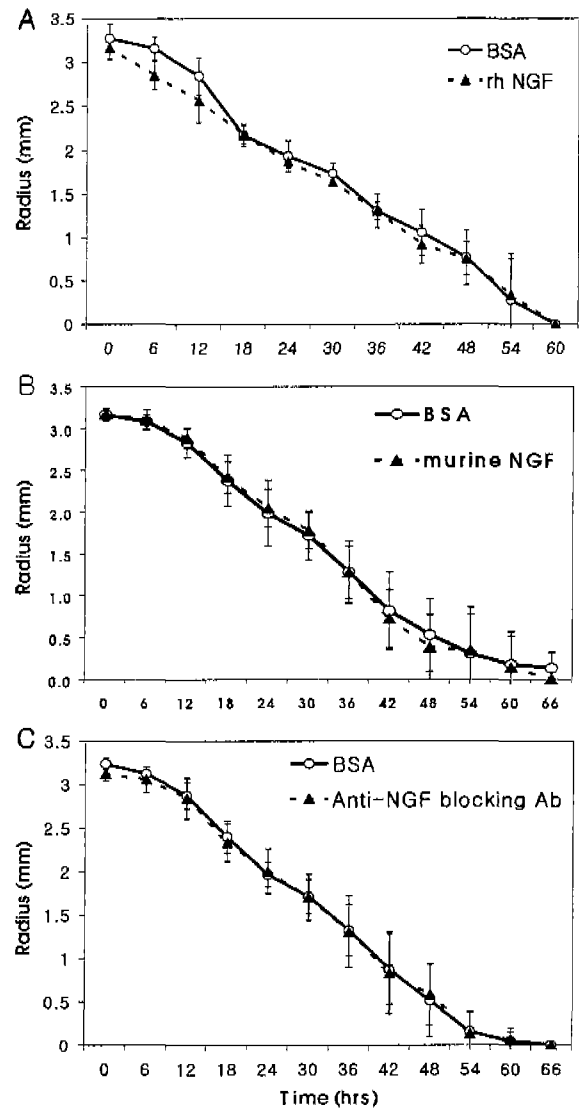 A
3.5
3
2.5
2
1.5
1
0.5
0
Radius (mm)
BSA
rh NGF
0 6 12 18 24 30 36 42 48 54 60
B
3.5
3.0
2.5
2.0
1.5
1.0
0.5
0.0
Radius (mm)
BSA
murine NGF
0 6 12 18 24 30 36 42 48 54 60 66
C
3.5
3
2.5
2
1.5
1
0.5
0
Radius (mm)
BSA
Anti-NGF blocking Ab
0 6 12 18 24 30 36 42 48 54 60 66
Time (hrs)